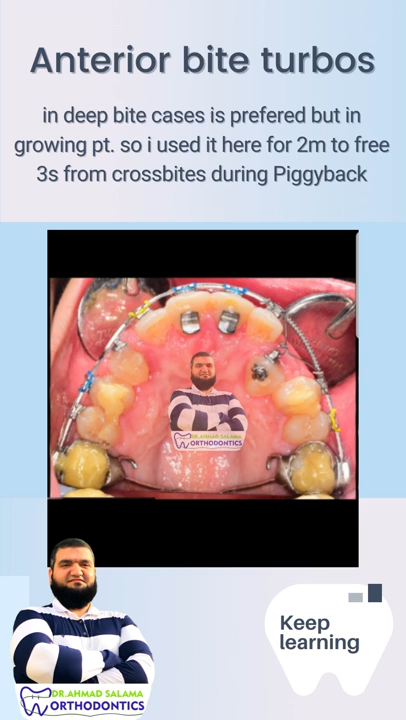 Anterior bite turbos
in deep bite cases is prefered but in
growing pt. so i used it here for 2m to free
3s from crossbites during Piggyback
DR.AHMAD SALAMA
ORTHODONTICS
DR.AHMAD SALAMA
ORTHODONTICS
Keep
learning